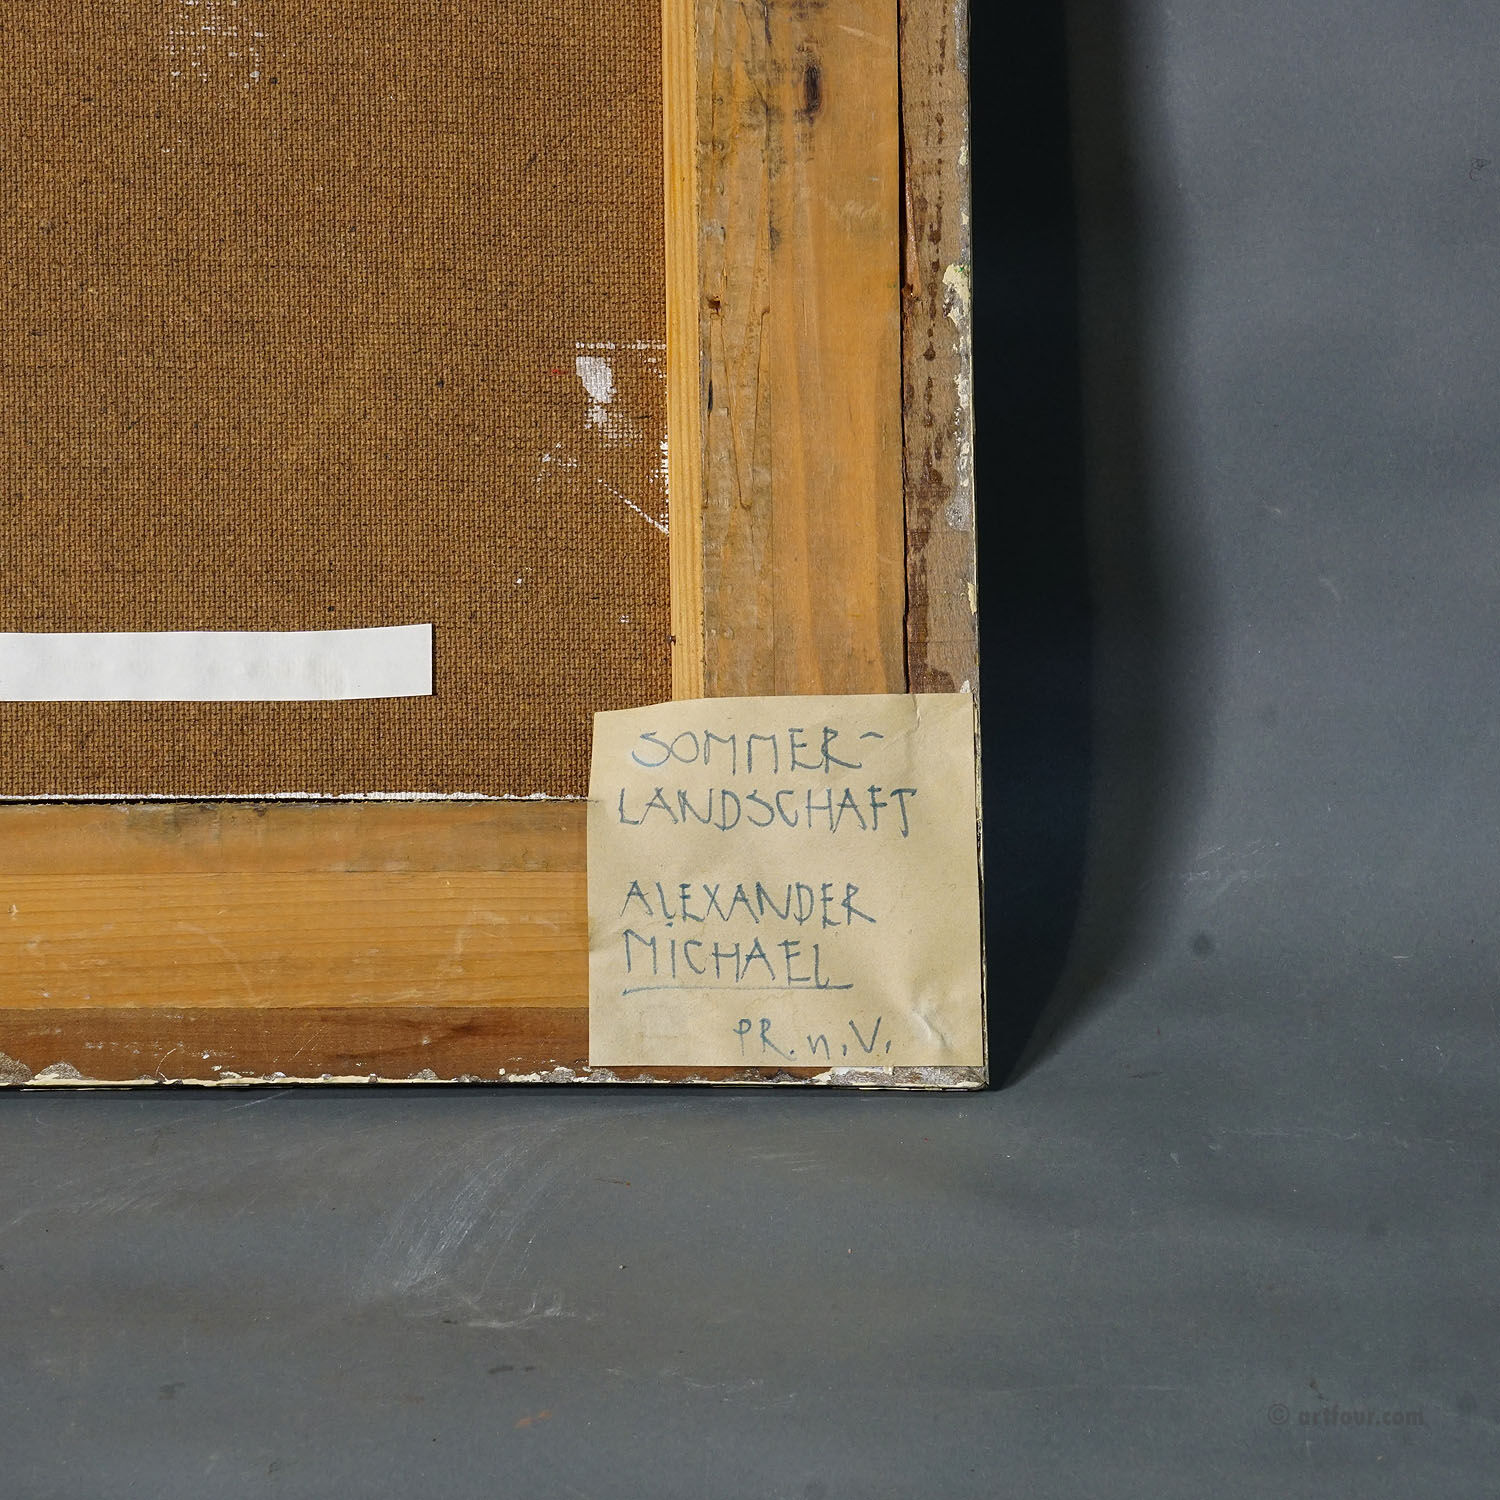 SOMMER-
LANDSCHAFT
ALEXANDER
MICHAEL
PR. n. V.
© artfour.com